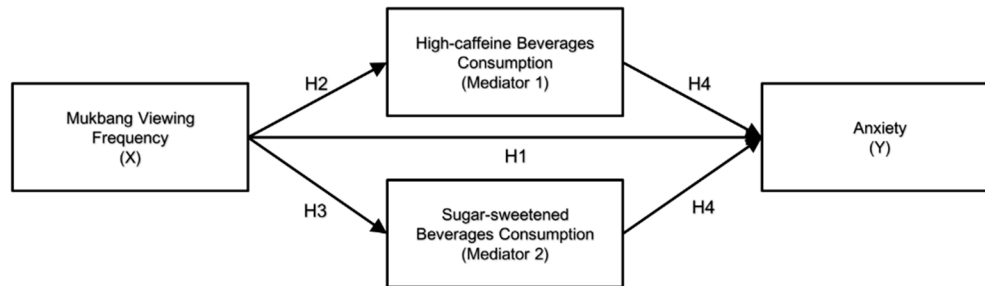 High-caffeine Beverages
Consumption
(Mediator 1)
H2
H4
Mukbang Viewing
Frequency
(X)
Anxiety
(Y)
H1
H3
H4
Sugar-sweetened
Beverages Consumption
(Mediator 2)